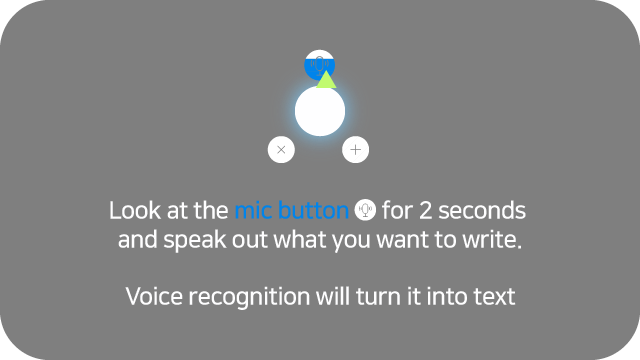 Look at the mic button for 2 seconds
and speak out what you want to write.
Voice recognition will turn it into text